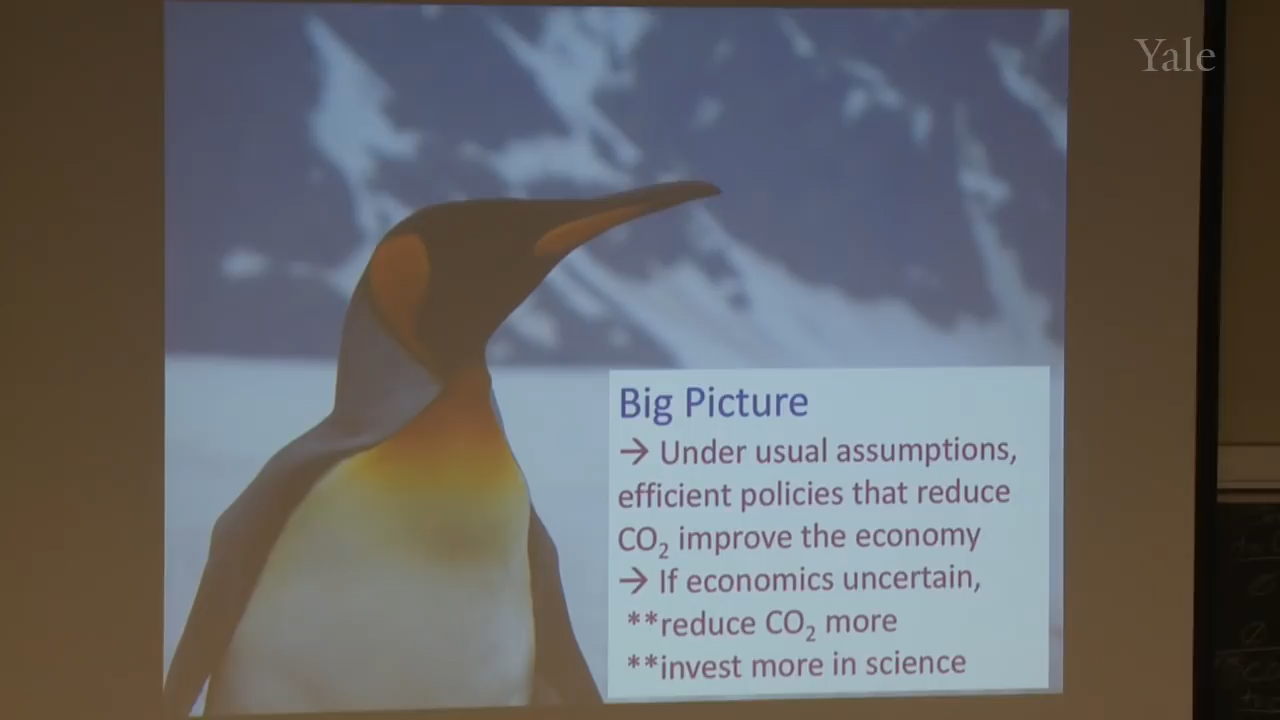 Yale
Big Picture
→ Under usual assumptions,
efficient policies that reduce
CO₂ improve the economy
→ If economics uncertain,
**reduce CO₂ more
**invest more in science